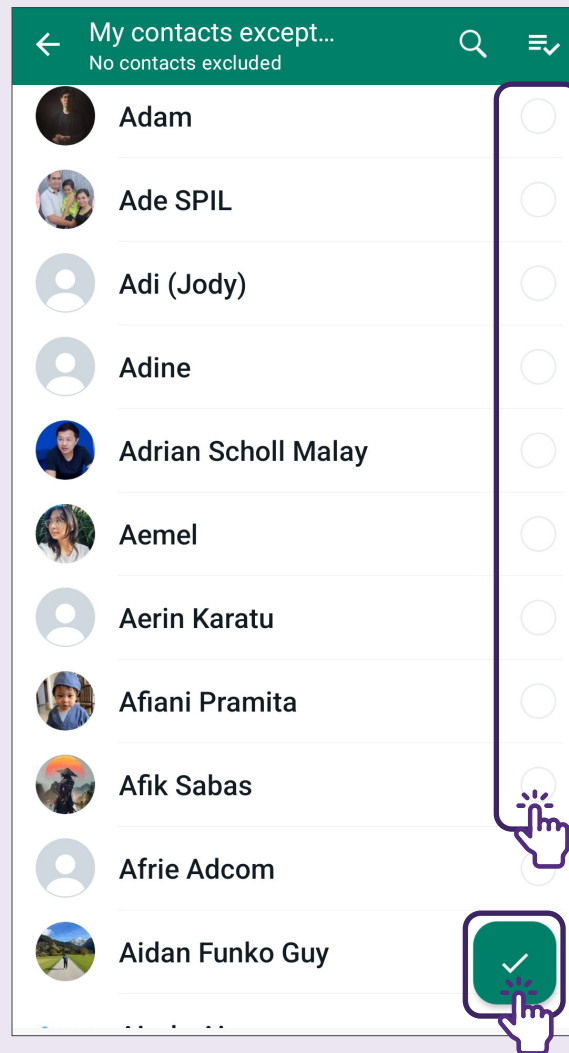 My contacts except...
No contacts excluded
Adam
Ade SPIL
Adi (Jody)
Adine
Adrian Scholl Malay
Aemel
Aerin Karatu
Afiani Pramita
Afik Sabas
Afrie Adcom
Aidan Funko Guy